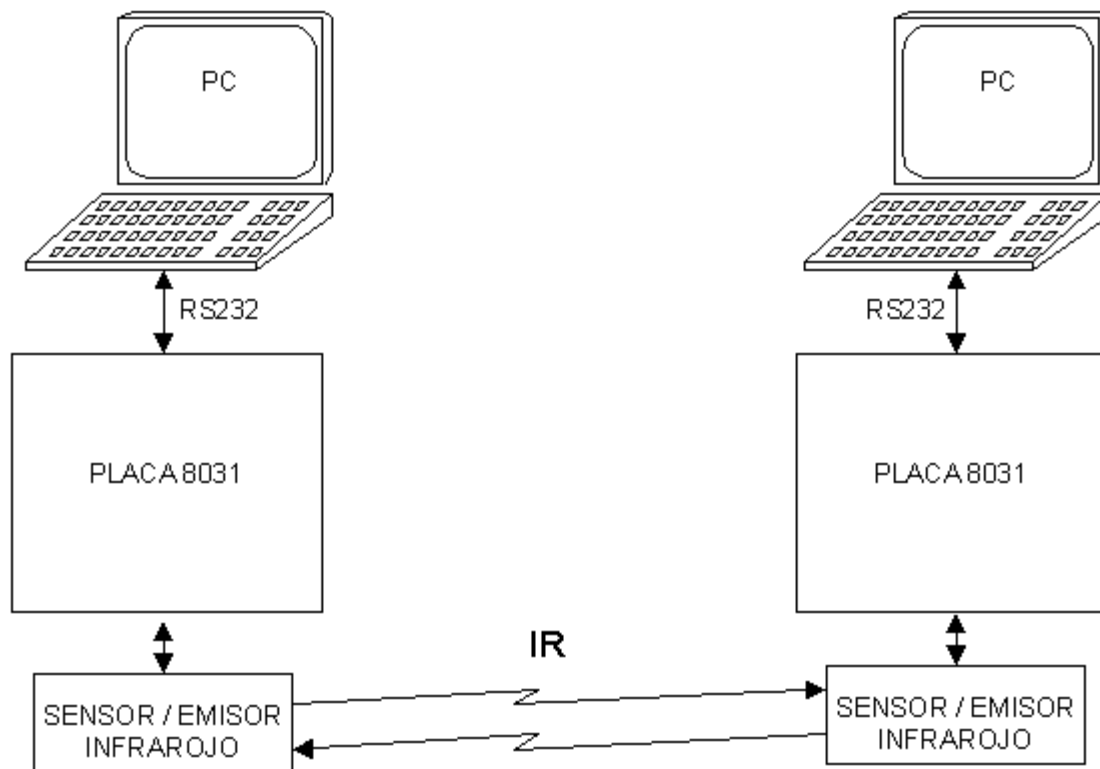 PC
PC
RS232
RS232
PLACA 8031
PLACA 8031
IR
SENSOR / EMISOR
INFRAROJO
SENSOR / EMISOR
INFRAROJO